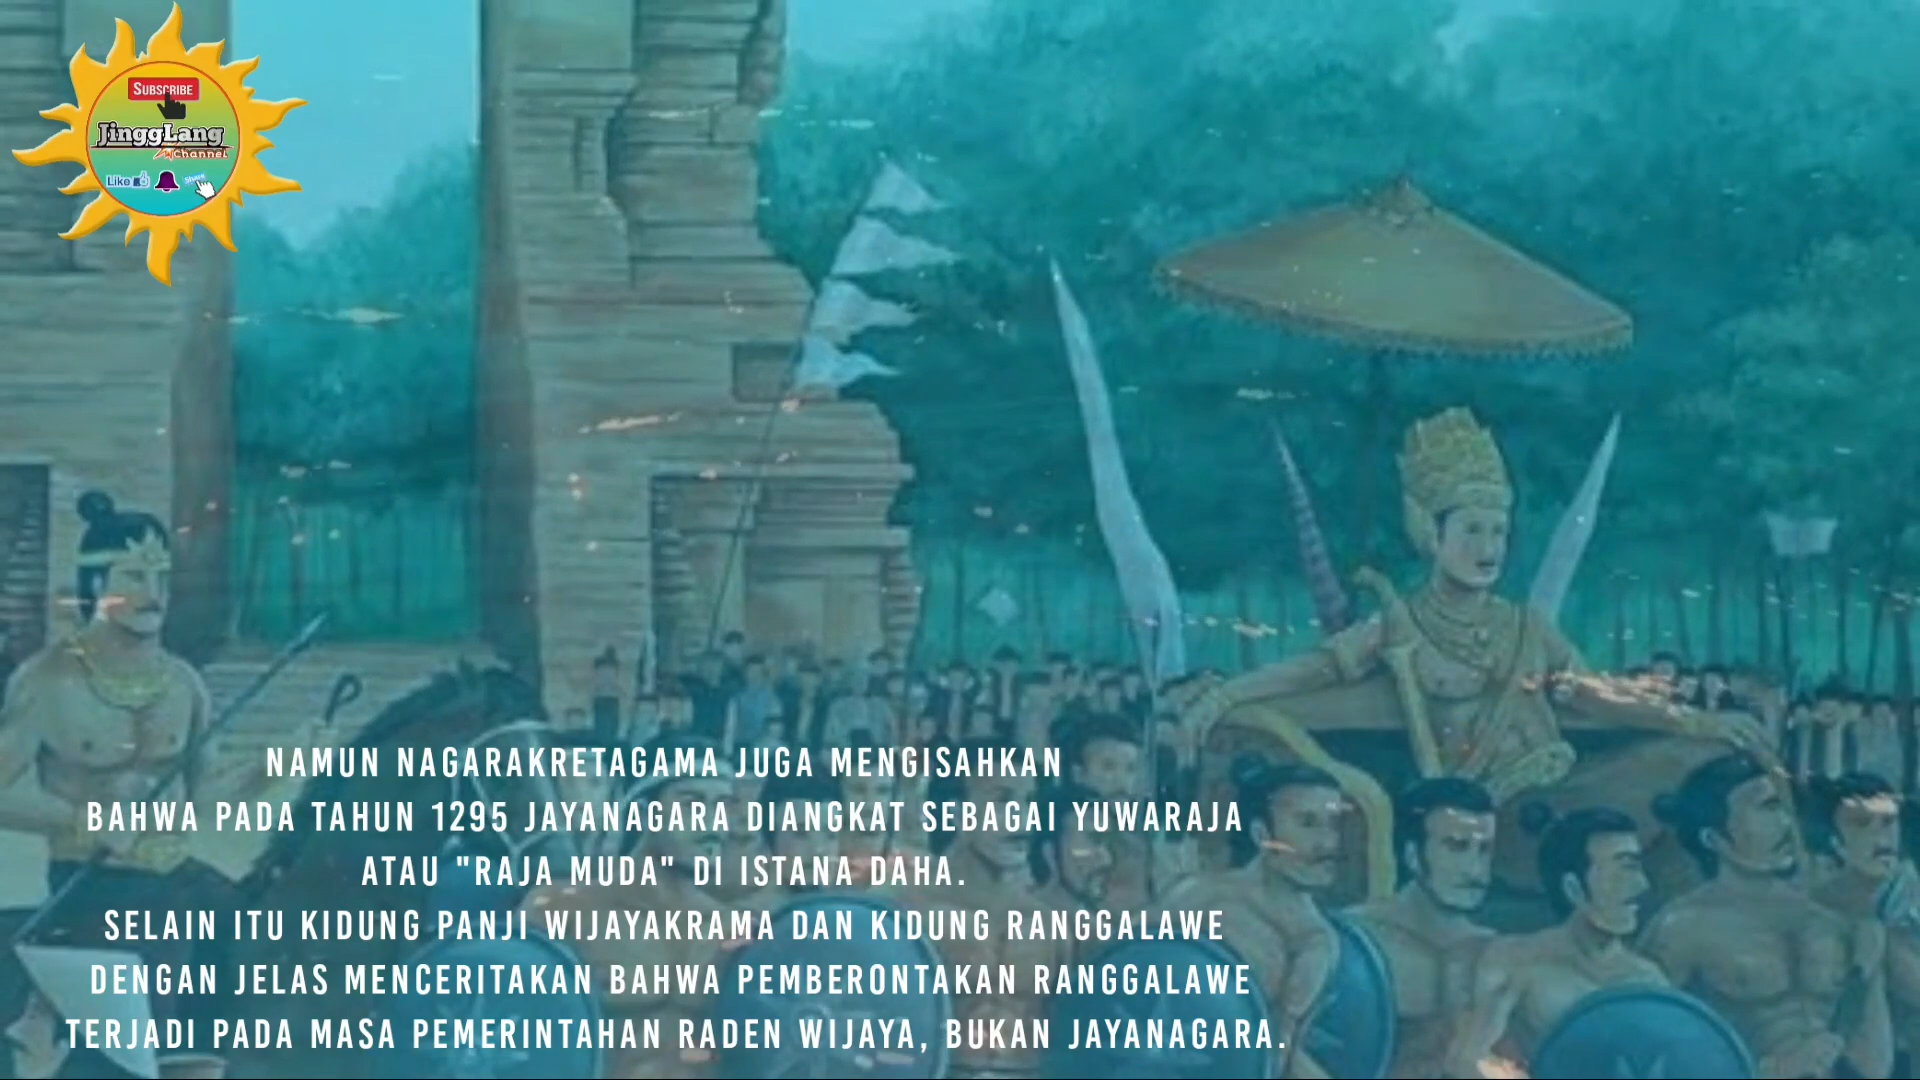 SUBSCRIBE
JinggLang
Channel
Like
Share
NAMUN NAGARAKRETAGAMA JUGA MENGISAHKAN
BAHWA PADA TAHUN 1295 JAYANAGARA DIANGKAT SEBAGAI YUWARAJA
ATAU "RAJA MUDA" DI ISTANA DAHA.
SELAIN ITU KIDUNG PANJI WIJAYAKRAMA DAN KIDUNG RANGGALAWE
DENGAN JELAS MENCERITAKAN BAHWA PEMBERONTAKAN RANGGALAWE
TERJADI PADA MASA PEMERINTAHAN RADEN WIJAYA, BUKAN JAYANAGARA.